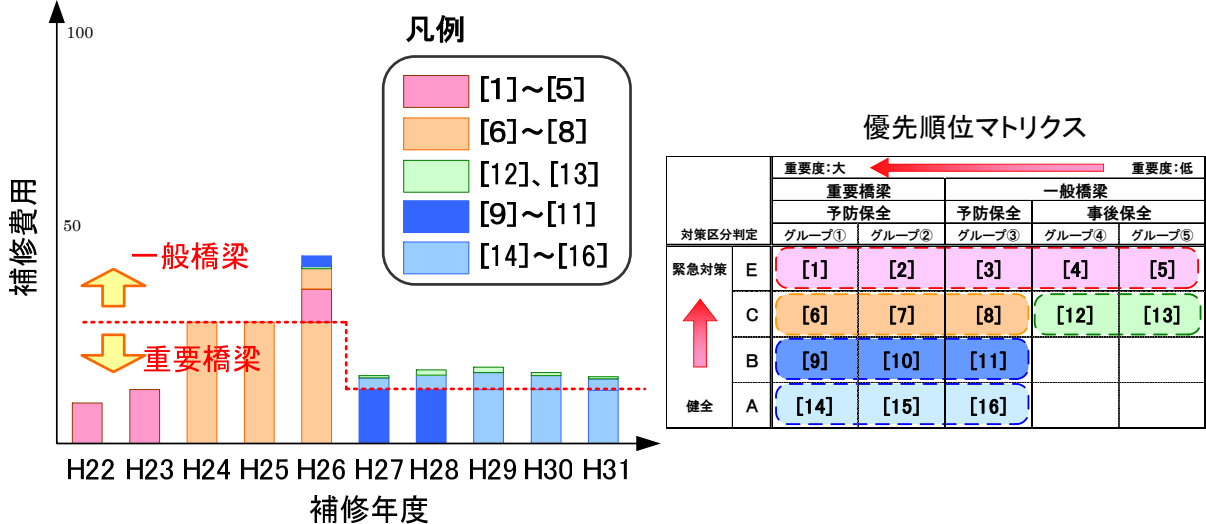 100
50
補修費用
凡例
[1]～[5]
[6]～[8]
[12]、[13]
[9]～[11]
[14]～[16]
一般橋梁
重要橋梁
H22 H23 H24 H25 H26 H27 H28 H29 H30 H31
補修年度
優先順位マトリクス
重要度:大 重要度:低
重要橋梁 一般橋梁
予防保全 予防保全 事後保全
対策区分判定 グループ① グループ② グループ③ グループ④ グループ⑤
緊急対策 E [1] [2] [3] [4] [5]
C [6] [7] [8] [12] [13]
B [9] [10] [11]
健全 A [14] [15] [16]